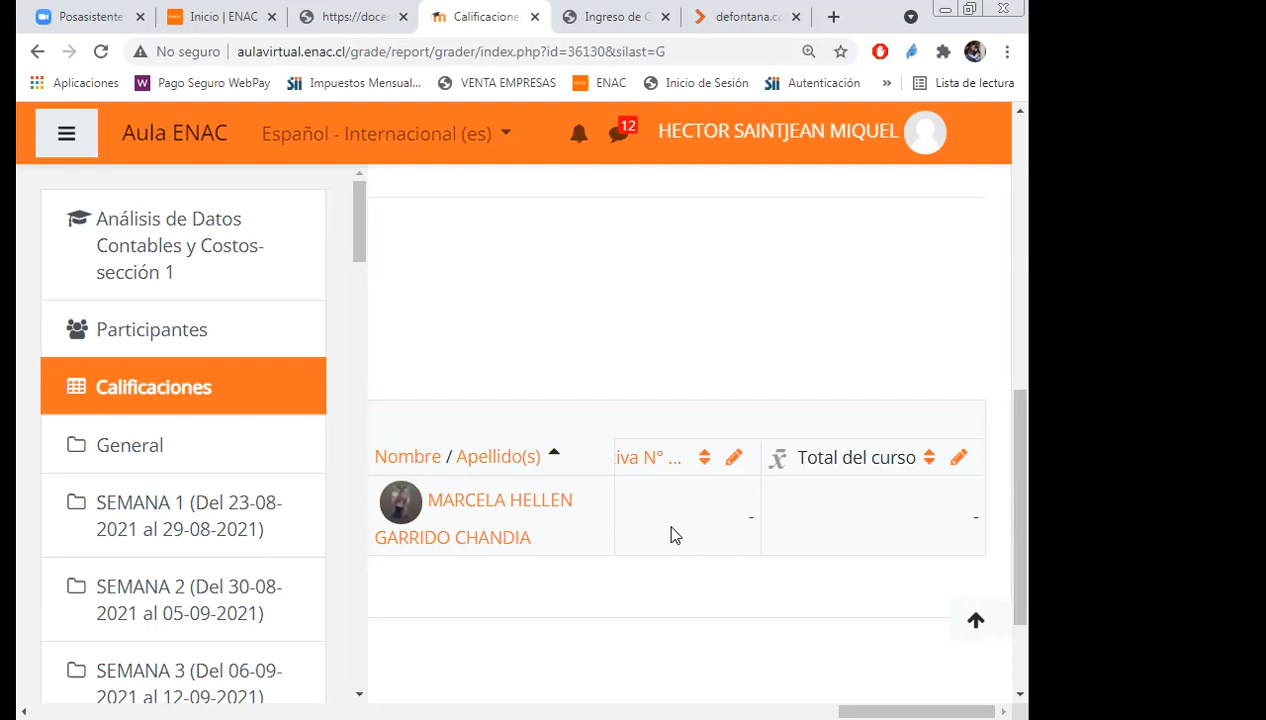 Posasistente
Inicio | ENAC
https://doce
Calificacione
Ingreso de C
defontana.co
No seguro
aulavirtual.enac.cl/grade/report/grader/index.php?id=36130&silast=G
Aplicaciones
Pago Seguro WebPay
Impuestos Mensual...
VENTA EMPRESAS
ENAC
Inicio de Sesión
Autenticación
»
Lista de lectura
Aula ENAC
Español - Internacional (es)
12
HECTOR SAINTJEAN MIQUEL
Análisis de Datos
Contables y Costos-
sección 1
Participantes
Calificaciones
General
SEMANA 1 (Del 23-08-
2021 al 29-08-2021)
SEMANA 2 (Del 30-08-
2021 al 05-09-2021)
SEMANA 3 (Del 06-09-
2021 al 12-09-2021)
Nombre / Apellido(s)
tiva N° ...
Total del curso
MARCELA HELLEN
GARRIDO CHANDIA
-
-